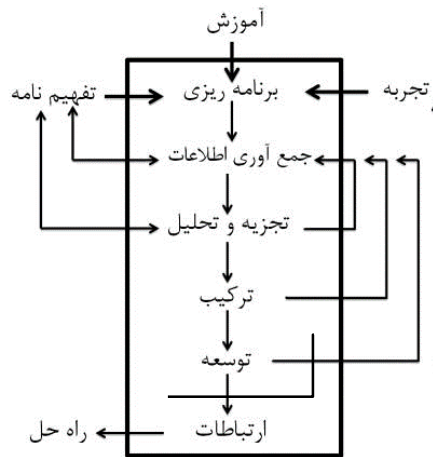 آموزش
تجربه
برنامه ریزی
تفهیم نامه
جمع آوری اطلاعات
تجزیه و تحلیل
ترکیب
توسعه
ارتباطات
راه حل